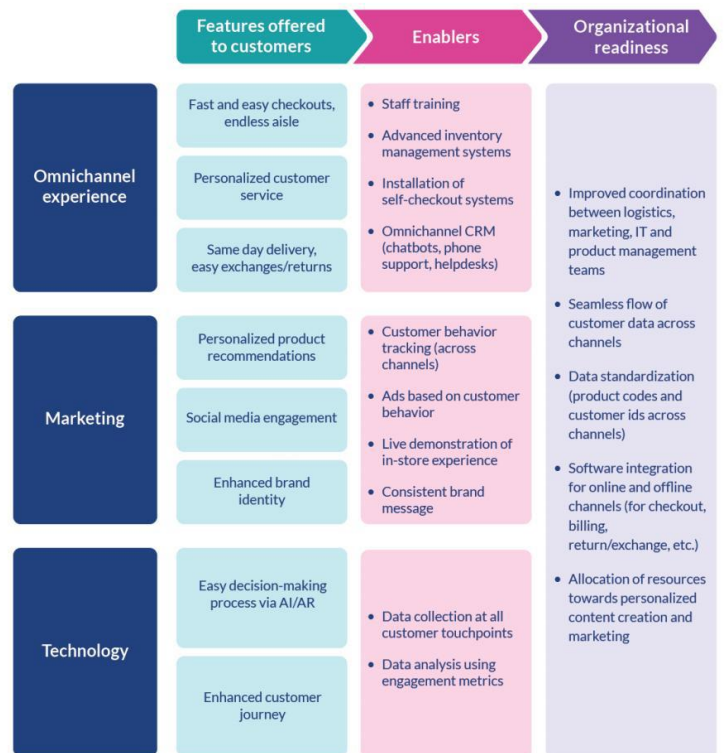 Features offered
to customers
Enablers
Organizational
readiness
Omnichannel
experience
Fast and easy checkouts,
endless aisle
Personalized customer
service
Same day delivery,
easy exchanges/returns
• Staff training
• Advanced inventory
management systems
• Installation of
self-checkout systems
• Omnichannel CRM
(chatbots, phone
support, helpdesks)
Marketing
Personalized product
recommendations
Social media engagement
Enhanced brand
identity
• Customer behavior
tracking (across
channels)
• Ads based on customer
behavior
• Live demonstration of
in-store experience
• Consistent brand
message
Technology
Easy decision-making
process via AI/AR
Enhanced customer
journey
• Data collection at all
customer touchpoints
• Data analysis using
engagement metrics
• Improved coordination
between logistics,
marketing, IT and
product management
teams
• Seamless flow of
customer data across
channels
• Data standardization
(product codes and
customer ids across
channels)
• Software integration
for online and offline
channels (for checkout,
billing,
return/exchange, etc.)
• Allocation of resources
towards personalized
content creation and
marketing